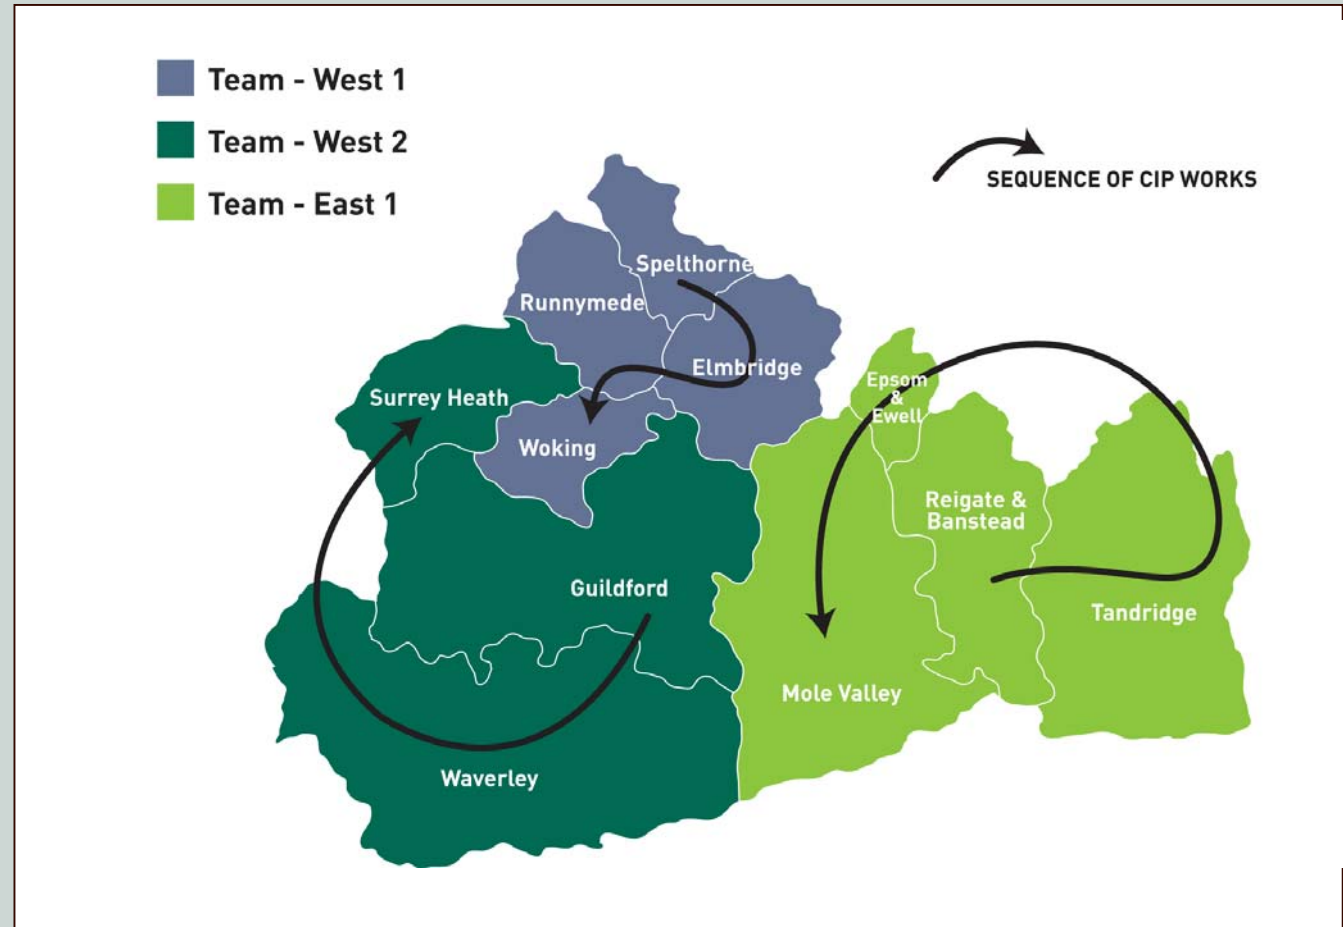 Team - West 1
Team - West 2
Team - East 1
SEQUENCE OF CIP WORKS
Spelthorne
Runnymede
Elmbridge
Surrey Heath
Woking
Epsom
&
Ewell
Reigate &
Banstead
Guildford
Tandridge
Mole Valley
Waverley